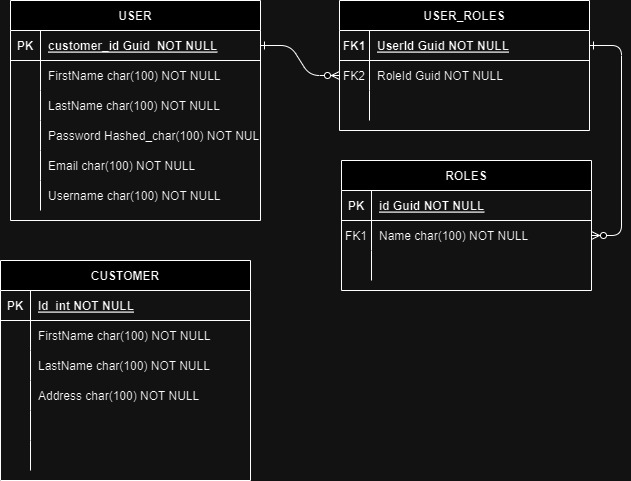 USER
PK customer_id Guid NOT NULL
FirstName char(100) NOT NULL
LastName char(100) NOT NULL
Password Hashed_char(100) NOT NUL
Email char(100) NOT NULL
Username char(100) NOT NULL
USER_ROLES
FK1 UserId Guid NOT NULL
FK2 RoleId Guid NOT NULL
ROLES
PK id Guid NOT NULL
FK1 Name char(100) NOT NULL
CUSTOMER
PK Id_int NOT NULL
FirstName char(100) NOT NULL
LastName char(100) NOT NULL
Address char(100) NOT NULL